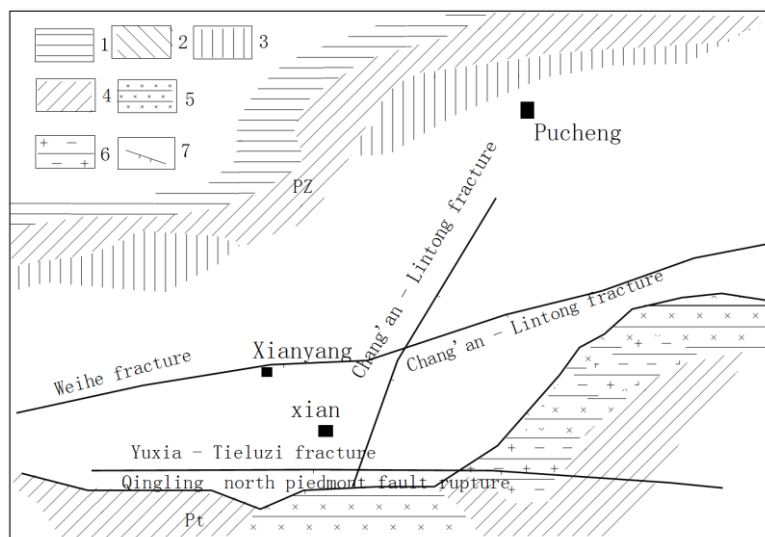 1 2 3
4 5
6 7
Pucheng
PZ
Chang'an - Lintong fracture
Chang'an - Lintong fracture
Xianyang
Weihe fracture
xian
Yuxia - Tieluzi fracture
Qingling north piedmont fault rupture
Pt